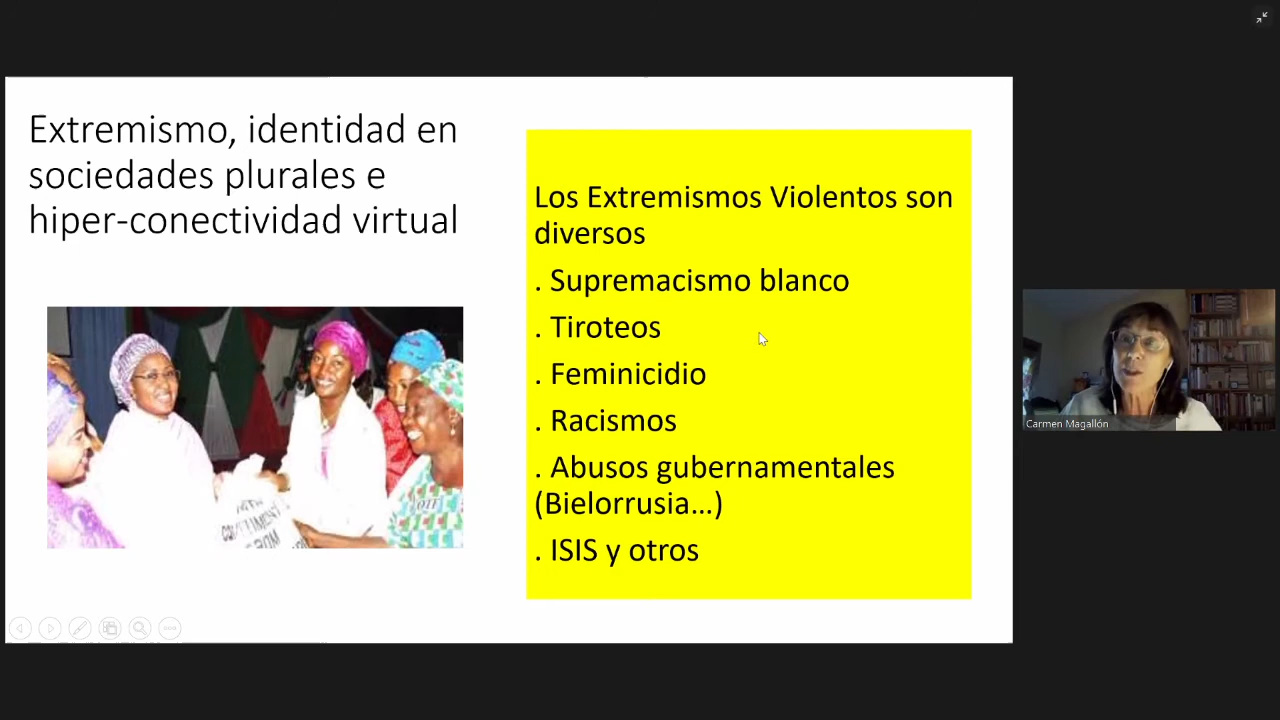 Extremismo, identidad en
sociedades plurales e
hiper-conectividad virtual
Los Extremismos Violentos son
diversos
. Supremacismo blanco
. Tiroteos
. Feminicidio
. Racismos
. Abusos gubernamentales
(Bielorrusia...)
. ISIS y otros
Carmen Magallón